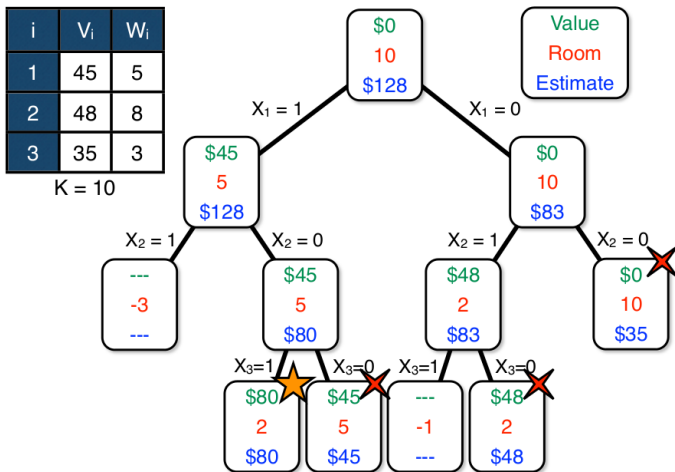 i Vi Wi
1 45 5
2 48 8
3 35 3
K = 10
Value
Room
Estimate
$0
10
$128
X1 = 1
X1 = 0
$45
5
$128
$0
10
$83
X2 = 1
X2 = 0
X2 = 1
X2 = 0
---
-3
---
$45
5
$80
$48
2
$83
$0
10
$35
X3=1
X3=0
X3=1
X3=0
$80
2
$80
$45
5
$45
---
-1
---
$48
2
$48